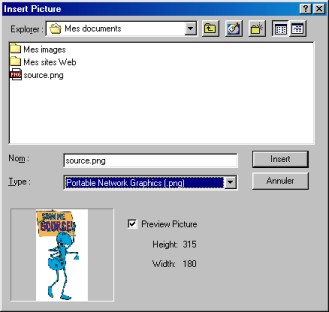 Insert Picture
Explorer : Mes documents
Mes images
Mes sites Web
source.png
Nom : source.png Insert
Type : Portable Network Graphics (.png) Annuler
SHOW ME
SOURCE!
Preview Picture
Height: 315
Width: 180